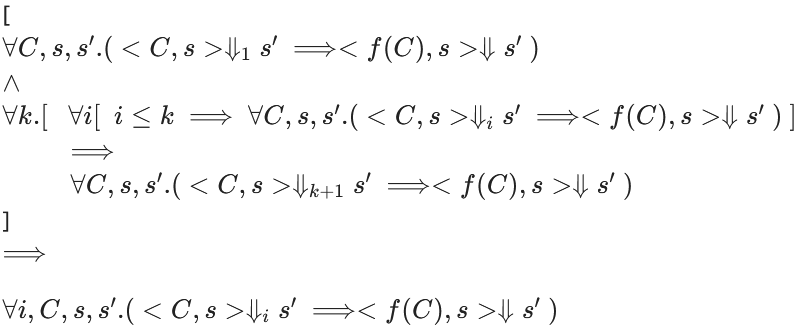 [
∀C, s, s′.( < C, s >⇓₁ s′ ⟹< f(C), s >⇓ s′ )
∧
∀k.[ ∀i[ i ≤ k ⟹ ∀C, s, s′.( < C, s >⇓ᵢ s′ ⟹< f(C), s >⇓ s′ ) ]
⟹
∀C, s, s′.( < C, s >⇓ₖ₊₁ s′ ⟹< f(C), s >⇓ s′ )
]
⟹
∀i, C, s, s′.( < C, s >⇓ᵢ s′ ⟹< f(C), s >⇓ s′ )